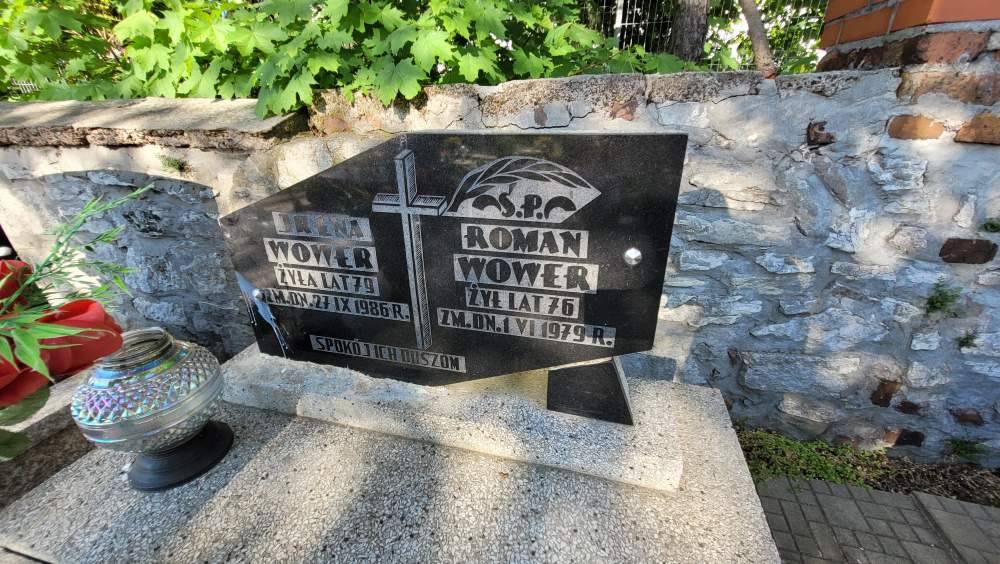 Ś.P.
IRENA
WOWER
ŻYŁA LAT 79
ZM. DN. 27 IX 1986 R.
ROMAN
WOWER
ŻYŁ LAT 76
ZM. DN. 1 VI 1979 R.
SPOKÓJ ICH DUSZOM